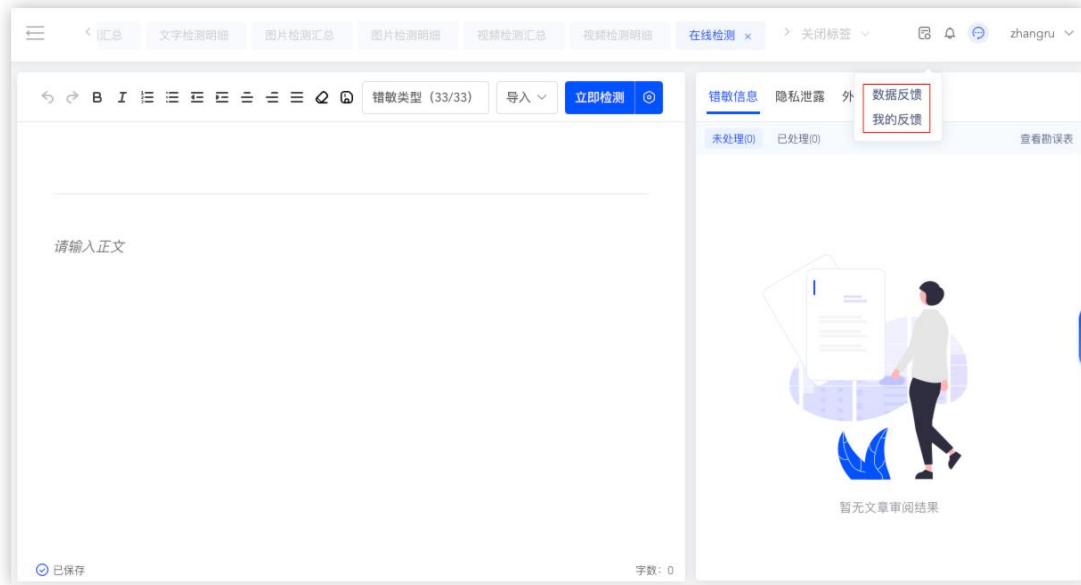 汇总 文字检测明细 图片检测汇总 图片检测明细 视频检测汇总 视频检测明细 在线检测 × 关闭标签 zhangru
B I 错敏类型（33/33） 导入 立即检测
错敏信息 隐私泄露 外
数据反馈
我的反馈
未处理(0) 已处理(0) 查看勘误表
请输入正文
暂无文章审阅结果
已保存 字数：0